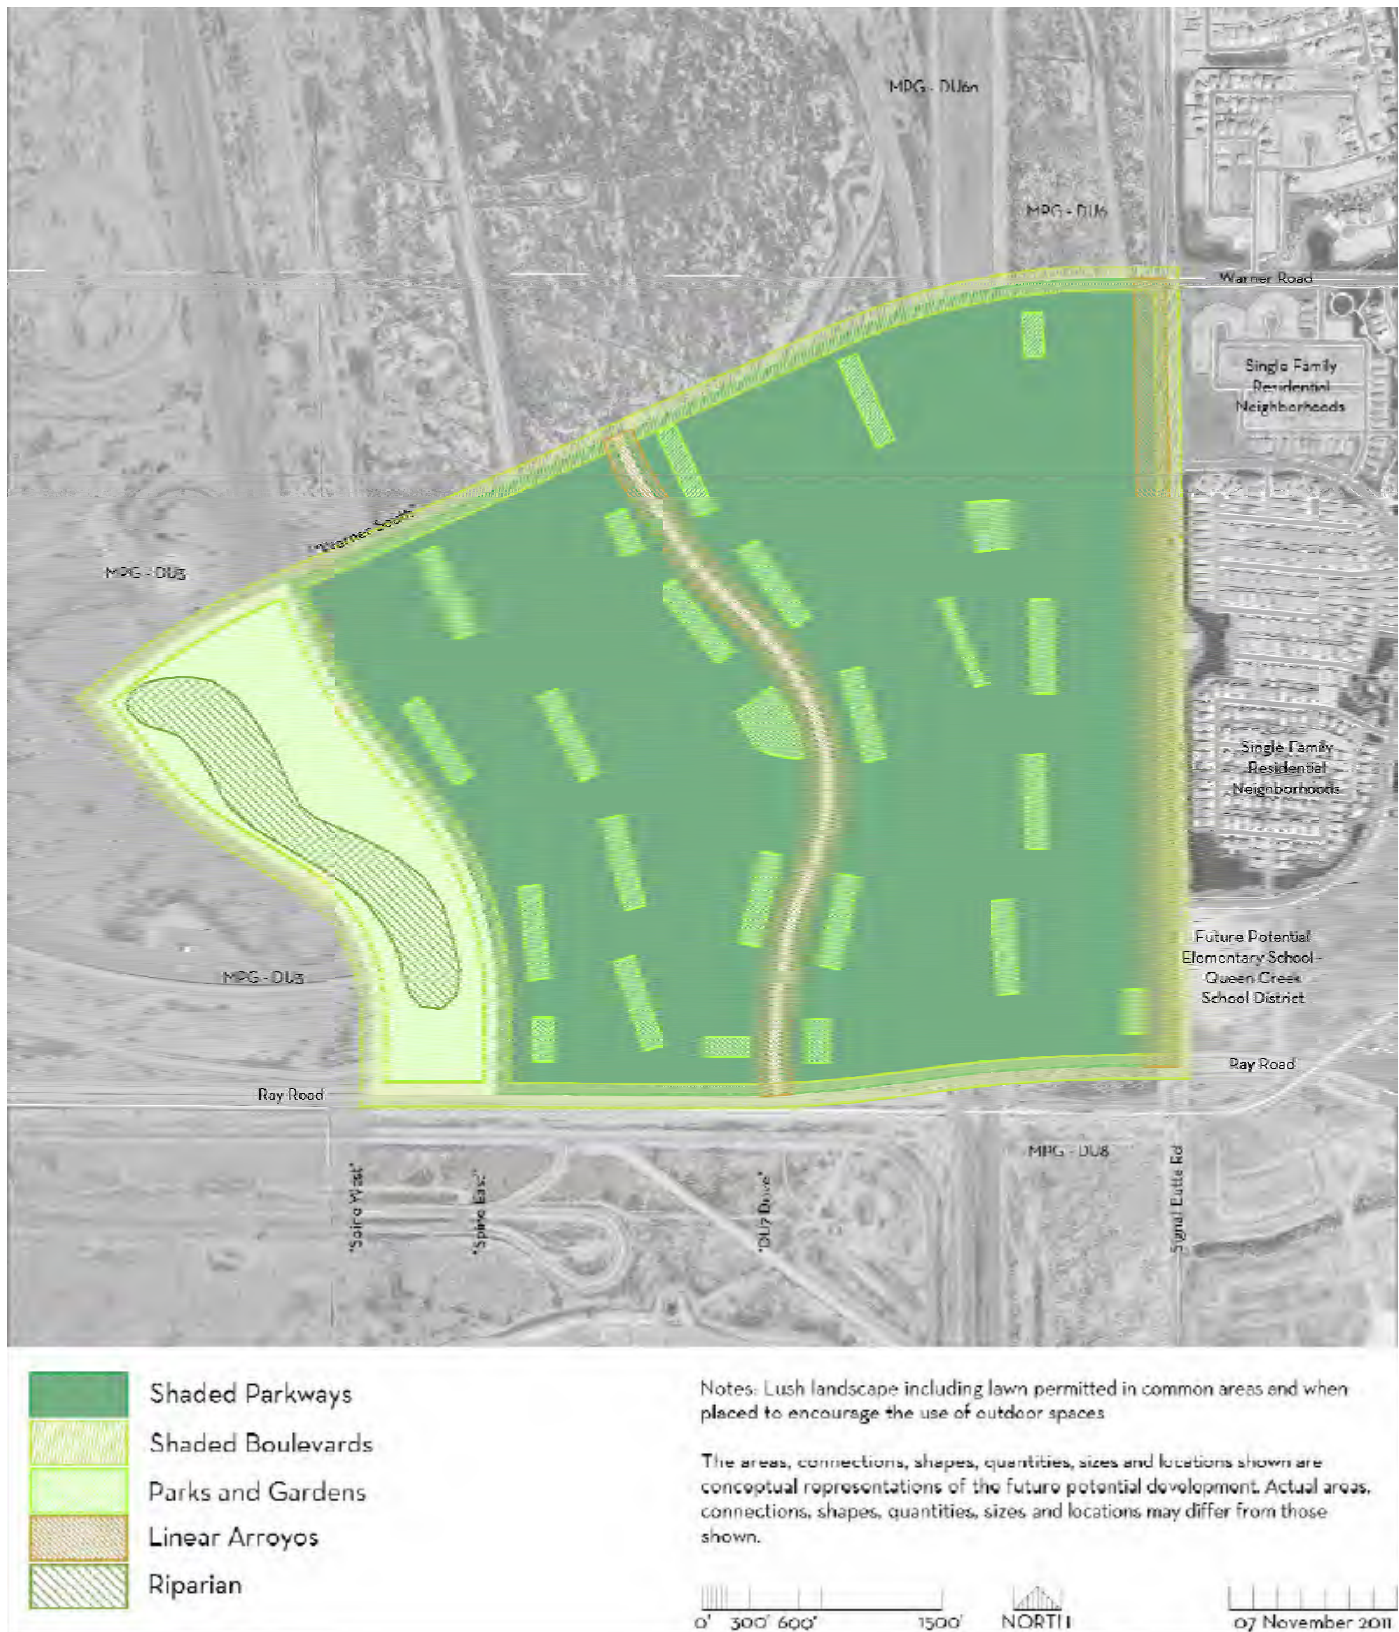 MPG - DU6n
MPG - DU6
Warner Road
Single Family
Residential
Neighborhoods
"Warner South"
MPG - DU5
Single Family
Residential
Neighborhoods
Future Potential
Elementary School -
Queen Creek
School District
MPG - DU5
Ray Road
Ray Road
MPG - DU8
"Spine West"
"Spine East"
"DU7 Drive"
Signal Butte Rd
Shaded Parkways
Shaded Boulevards
Parks and Gardens
Linear Arroyos
Riparian
Notes: Lush landscape including lawn permitted in common areas and when
placed to encourage the use of outdoor spaces
The areas, connections, shapes, quantities, sizes and locations shown are
conceptual representations of the future potential development. Actual areas,
connections, shapes, quantities, sizes and locations may differ from those
shown.
0' 300' 600' 1500'
NORTH
07 November 2011